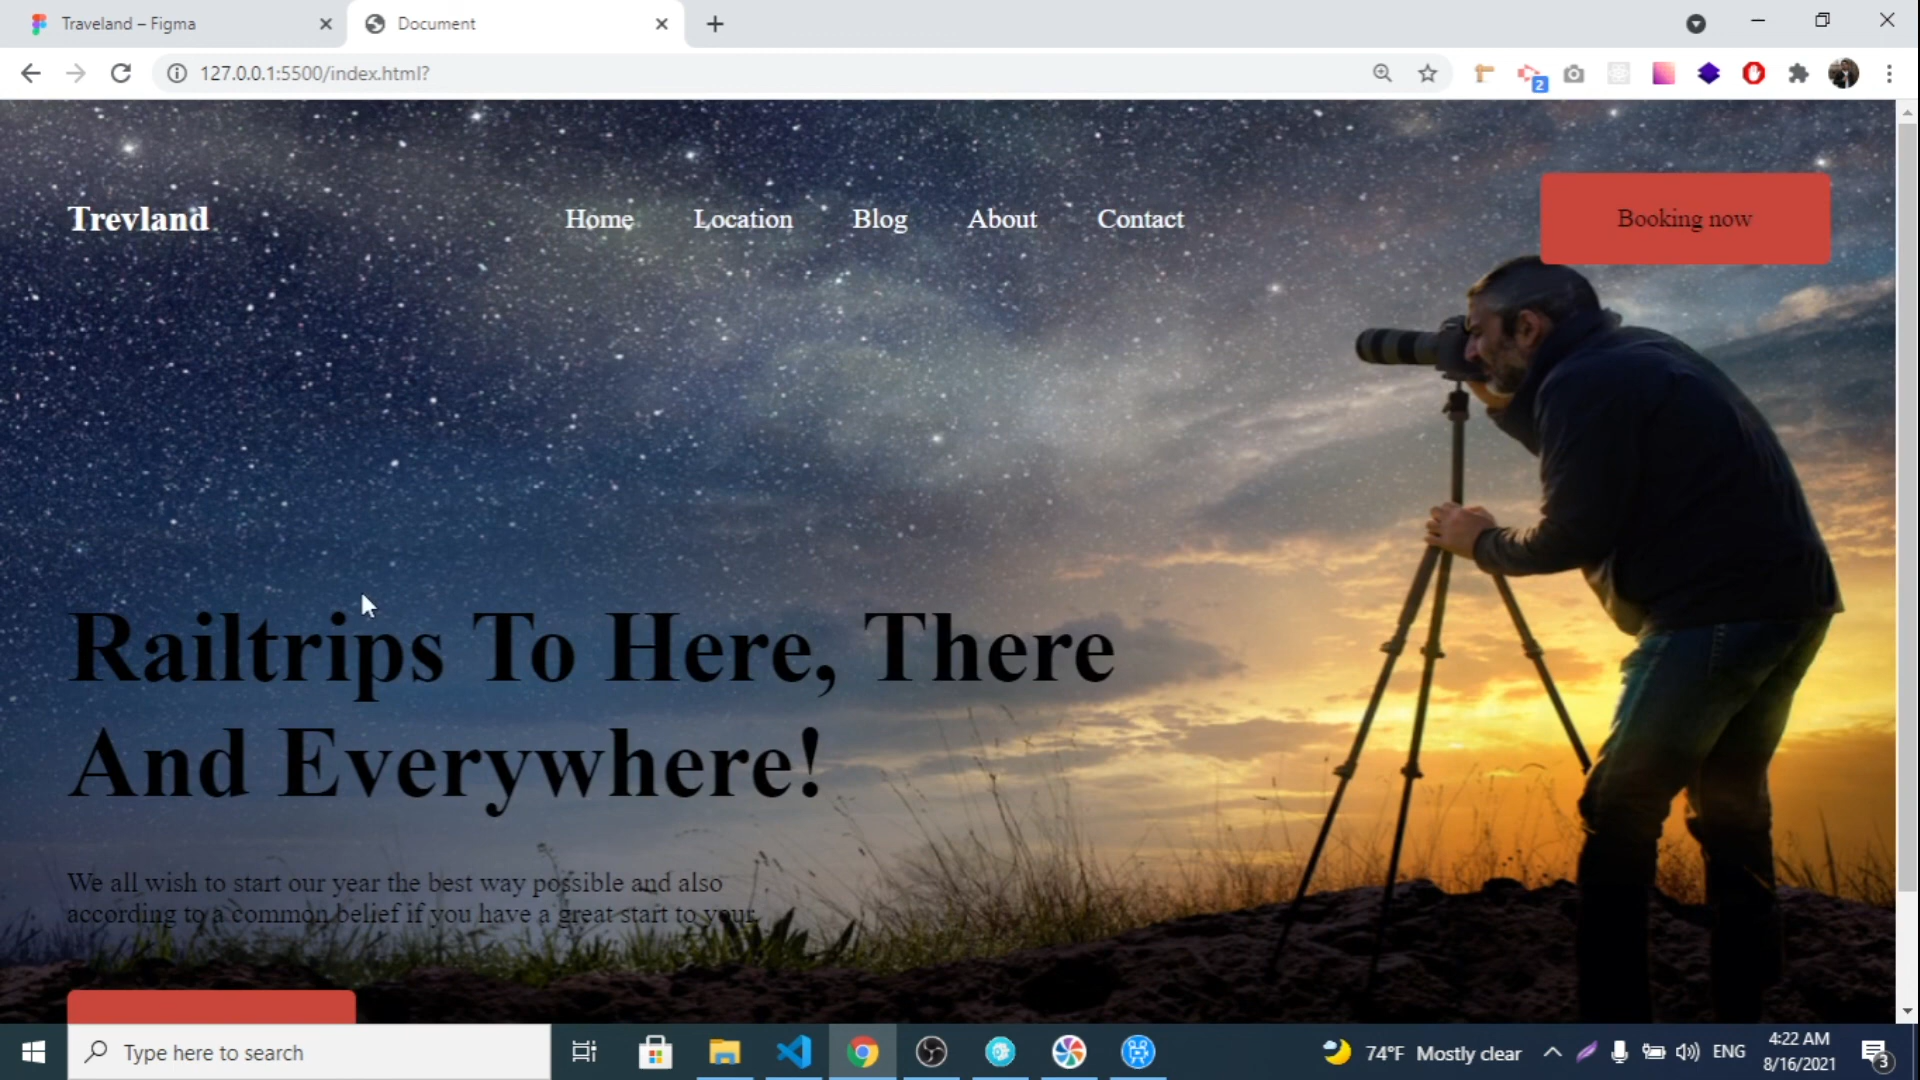 Traveland – Figma
Document
127.0.0.1:5500/index.html?
2
Trevland
Home
Location
Blog
About
Contact
Booking now
Railtrips To Here, There
And Everywhere!
We all wish to start our year the best way possible and also
according to a common belief if you have a great start to your
Type here to search
74°F Mostly clear
ENG
4:22 AM
8/16/2021
3